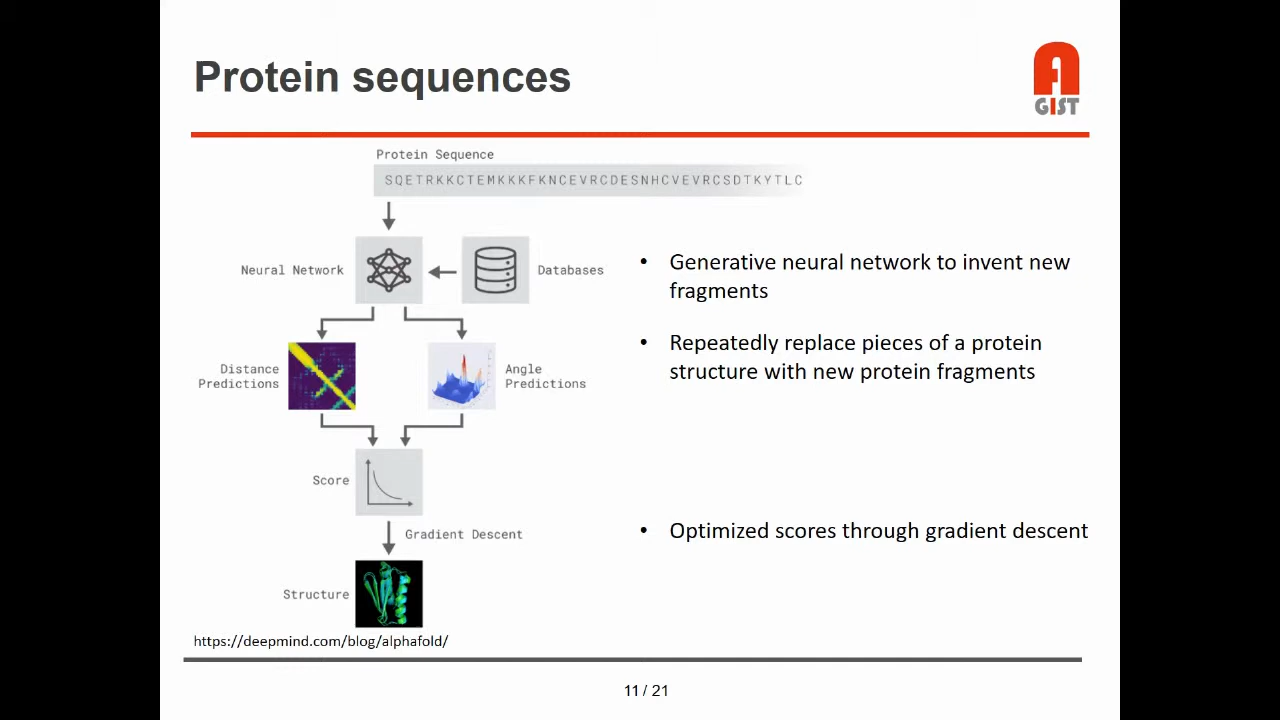 Protein sequences
GIST
Protein Sequence
SQETRKKCTEMKKKFKNCEVRCDESNHCVEVRCSDTKYTLC
Neural Network
Databases
• Generative neural network to invent new
fragments
• Repeatedly replace pieces of a protein
structure with new protein fragments
Distance
Predictions
Angle
Predictions
Score
• Optimized scores through gradient descent
Gradient Descent
Structure
https://deepmind.com/blog/alphafold/
11 / 21